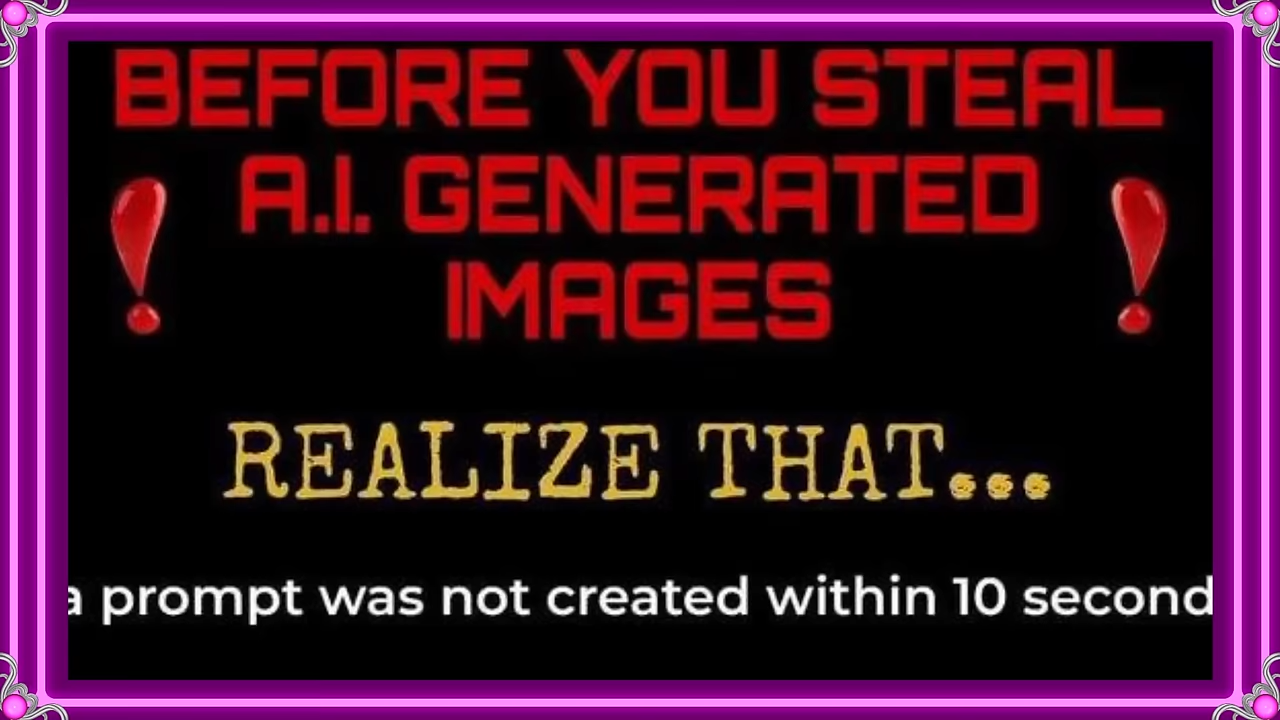 BEFORE YOU STEAL
A.I. GENERATED
IMAGES
REALIZE THAT...
a prompt was not created within 10 second